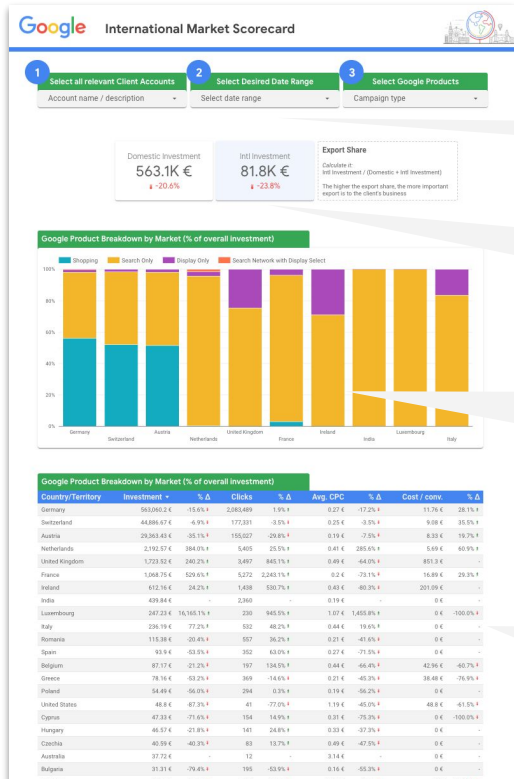 Google International Market Scorecard
1 2 3
Select all relevant Client Accounts Select Desired Date Range Select Google Products
Account name / description Select date range Campaign type
Domestic Investment
563.1K €
-20.6%
Intl Investment
81.8K €
-23.8%
Export Share
Calculate it:
Intl Investment / (Domestic + Intl Investment)
The higher the export share, the more important
export is to the client's business
Google Product Breakdown by Market (% of overall investment)
Shopping Search Only Display Only Search Network with Display Select
100%
80%
60%
40%
20%
0%
Germany Switzerland Austria Netherlands United Kingdom France Ireland India Luxembourg Italy
Google Product Breakdown by Market (% of overall investment)
Country/Territory Investment % Δ Clicks % Δ Avg. CPC % Δ Cost / conv. % Δ
Germany 563,060.2 € -15.6% 2,083,489 1.9% 0.27 € -17.2% 11.76 € 28.1%
Switzerland 44,886.67 € -6.9% 177,331 -3.5% 0.25 € -3.5% 9.08 € 35.5%
Austria 29,363.43 € -35.1% 155,027 -29.8% 0.19 € -7.5% 8.33 € 19.7%
Netherlands 2,192.57 € 384.0% 5,405 25.5% 0.41 € 285.6% 5.69 € 60.9%
United Kingdom 1,723.52 € 240.2% 3,497 845.1% 0.49 € -64.0% 851.3 € -
France 1,068.75 € 529.6% 5,272 2,243.1% 0.2 € -73.1% 16.89 € 29.3%
Ireland 612.16 € 24.2% 1,438 530.7% 0.43 € -80.3% 201.09 € -
India 439.84 € - 2,360 - 0.19 € - 0 € -
Luxembourg 247.23 € 16,165.1% 230 945.5% 1.07 € 1,455.8% 0 € -100.0%
Italy 236.19 € 77.2% 532 48.2% 0.44 € 19.6% 0 € -
Romania 115.38 € -20.4% 557 36.2% 0.21 € -41.6% 0 € -
Spain 93.9 € -53.5% 352 63.0% 0.27 € -71.5% 0 € -
Belgium 87.17 € -21.2% 197 134.5% 0.44 € -66.4% 42.96 € -60.7%
Greece 78.16 € -53.2% 369 -14.6% 0.21 € -45.3% 38.48 € -76.9%
Poland 54.49 € -56.0% 294 0.3% 0.19 € -56.2% 0 € -
United States 48.8 € -87.3% 41 -77.0% 1.19 € -45.0% 48.8 € -61.5%
Cyprus 47.33 € -71.6% 154 14.9% 0.31 € -75.3% 0 € -100.0%
Hungary 46.57 € -21.8% 141 24.8% 0.33 € -37.3% 0 € -
Czechia 40.59 € -40.3% 83 13.7% 0.49 € -47.5% 0 € -
Australia 37.72 € - 12 - 3.14 € - 0 € -
Bulgaria 31.31 € -79.4% 195 -53.9% 0.16 € -55.3% 0 € -